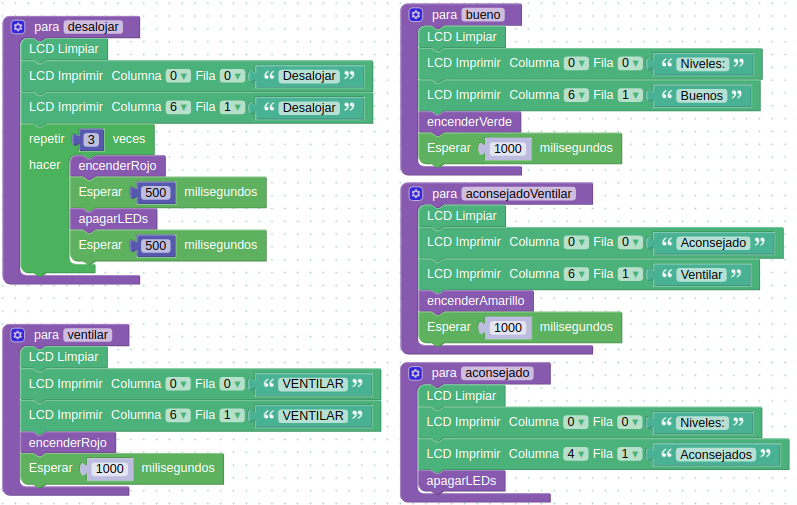 para desalojar
LCD Limpiar
LCD Imprimir Columna 0 Fila 0 “ Desalojar ”
LCD Imprimir Columna 6 Fila 1 “ Desalojar ”
repetir 3 veces
hacer encenderRojo
Esperar 500 milisegundos
apagarLEDs
Esperar 500 milisegundos
para ventilar
LCD Limpiar
LCD Imprimir Columna 0 Fila 0 “ VENTILAR ”
LCD Imprimir Columna 6 Fila 1 “ VENTILAR ”
encenderRojo
Esperar 1000 milisegundos
para bueno
LCD Limpiar
LCD Imprimir Columna 0 Fila 0 “ Niveles: ”
LCD Imprimir Columna 6 Fila 1 “ Buenos ”
encenderVerde
Esperar 1000 milisegundos
para aconsejadoVentilar
LCD Limpiar
LCD Imprimir Columna 0 Fila 0 “ Aconsejado ”
LCD Imprimir Columna 6 Fila 1 “ Ventilar ”
encenderAmarillo
Esperar 1000 milisegundos
para aconsejado
LCD Limpiar
LCD Imprimir Columna 0 Fila 0 “ Niveles: ”
LCD Imprimir Columna 4 Fila 1 “ Aconsejados ”
apagarLEDs